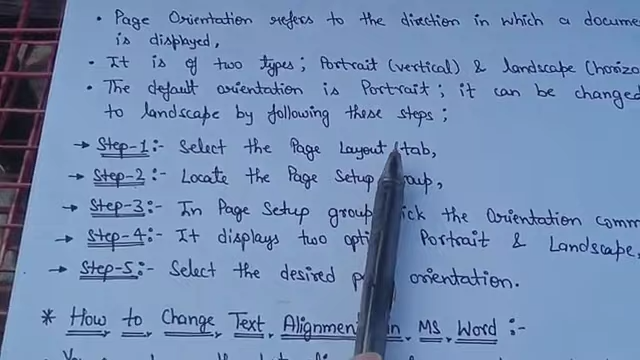 • Page Orientation refers to the direction in which a docume
is displayed,
• It is of two types; Portrait (vertical) & landscape (horizo
• The default orientation is Portrait; it can be changed
to landscape by following these steps;
→ Step-1:- Select the Page Layout tab,
→ Step-2:- Locate the Page Setup group,
→ Step-3:- In Page Setup group, the Orientation comm
→ Step-4:- It displays two opti Portrait & Landscape,
→ Step-5:- Select the desired orientation.
* How to Change Text Alignment in MS Word :-